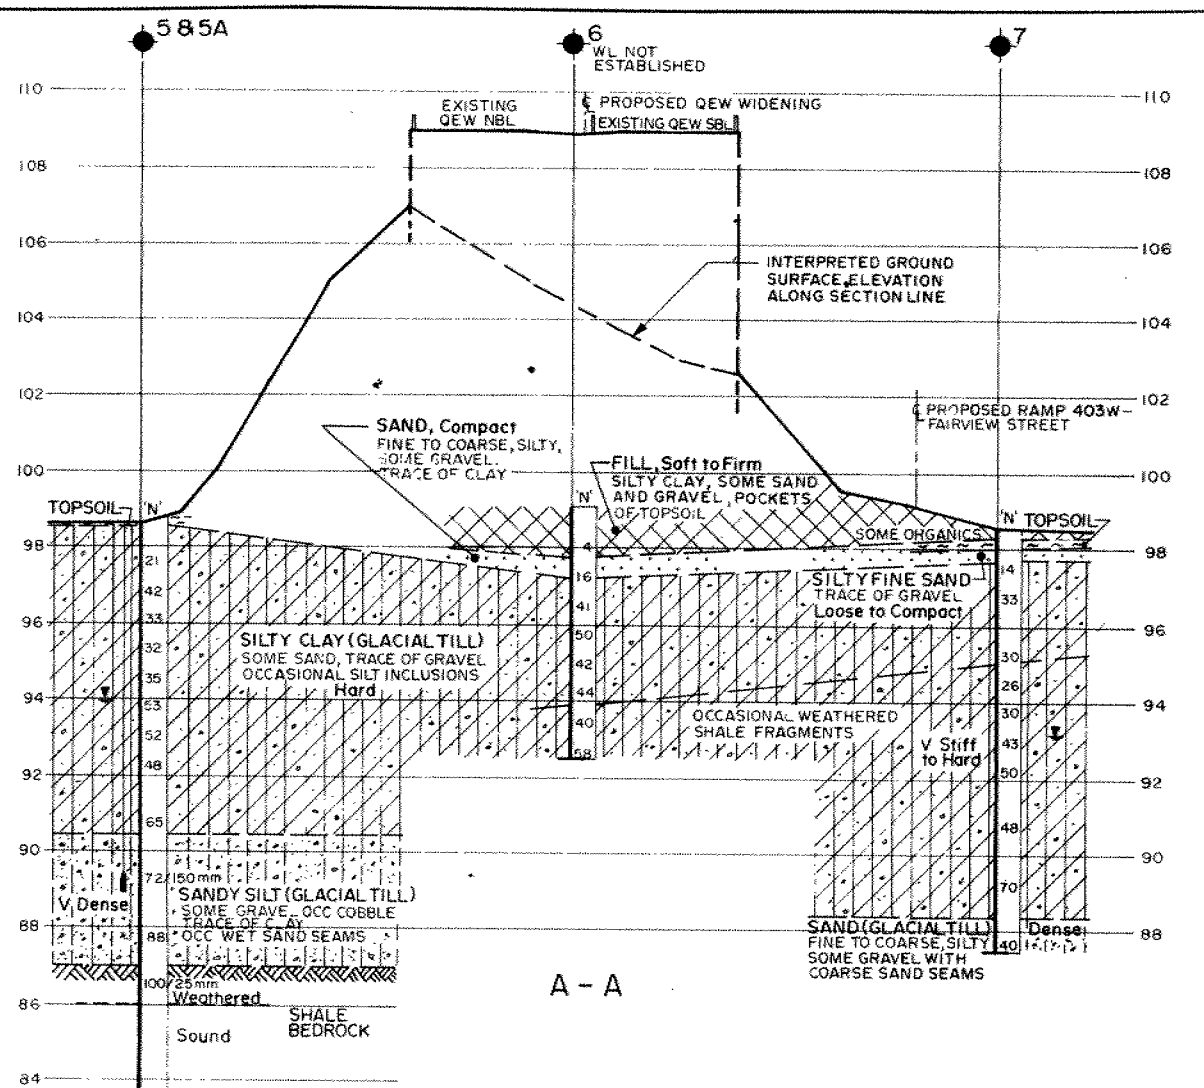 5 & 5A
6
WL NOT
ESTABLISHED
7
110
108
106
104
102
100
98
96
94
92
90
88
86
84
110
108
106
104
102
100
98
96
94
92
90
88
EXISTING
QEW NBL
℄ PROPOSED QEW WIDENING
EXISTING QEW SBL
INTERPRETED GROUND
SURFACE ELEVATION
ALONG SECTION LINE
℄ PROPOSED RAMP 403W-
FAIRVIEW STREET
SAND, Compact
FINE TO COARSE, SILTY,
SOME GRAVEL,
TRACE OF CLAY
FILL, Soft to Firm
SILTY CLAY, SOME SAND
AND GRAVEL, POCKETS
OF TOPSOIL
TOPSOIL
'N'
21
42
33
32
35
53
52
48
65
72/150mm
88
100/25mm
'N'
4
16
41
50
42
44
40
58
'N'
TOPSOIL
14
33
30
26
30
43
50
48
70
40
SOME ORGANICS
SILTY FINE SAND
TRACE OF GRAVEL
Loose to Compact
SILTY CLAY (GLACIAL TILL)
SOME SAND, TRACE OF GRAVEL
OCCASIONAL SILT INCLUSIONS
Hard
OCCASIONAL WEATHERED
SHALE FRAGMENTS
V Stiff
to Hard
V. Dense
SANDY SILT (GLACIAL TILL)
SOME GRAVEL OCC COBBLE
TRACE OF CLAY
OCC WET SAND SEAMS
SAND (GLACIAL TILL)
FINE TO COARSE, SILTY
SOME GRAVEL WITH
COARSE SAND SEAMS
Dense
Weathered
SHALE
BEDROCK
Sound
A - A